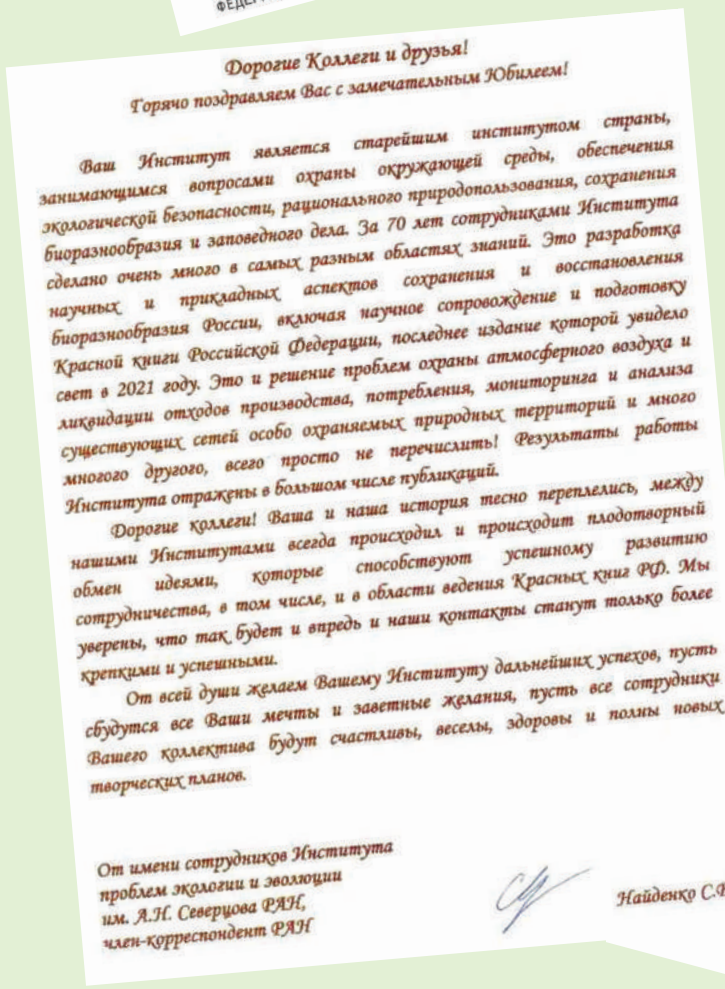 Дорогие Коллеги и друзья!
Горячо поздравляем Вас с замечательным Юбилеем!
Ваш Институт является старейшим институтом страны,
занимающимся вопросами охраны окружающей среды, обеспечения
экологической безопасности, рационального природопользования, сохранения
биоразнообразия и заповедного дела. За 70 лет сотрудниками Института
сделано очень много в самых разным областях знаний. Это разработка
научных и прикладных аспектов сохранения и восстановления
биоразнообразия России, включая научное сопровождение и подготовку
Красной книги Российской Федерации, последнее издание которой увидело
свет в 2021 году. Это и решение проблем охраны атмосферного воздуха и
ликвидации отходов производства, потребления, мониторинга и анализа
существующих сетей особо охраняемых природных территорий и много
многого другого, всего просто не перечислить! Результаты работы
Института отражены в большом числе публикаций.
Дорогие коллеги! Ваша и наша история тесно переплелись, между
нашими Институтами всегда происходил и происходит плодотворный
обмен идеями, которые способствуют успешному развитию
сотрудничества, в том числе, и в области ведения Красных книг РФ. Мы
уверены, что так будет и впредь и наши контакты станут только более
крепкими и успешными.
От всей души желаем Вашему Институту дальнейших успехов, пусть
сбудутся все Ваши мечты и заветные желания, пусть все сотрудники
Вашего коллектива будут счастливы, веселы, здоровы и полны новых
творческих планов.
От имени сотрудников Института
проблем экологии и эволюции
им. А.Н. Северцова РАН,
член-корреспондент РАН
Найденко С.В